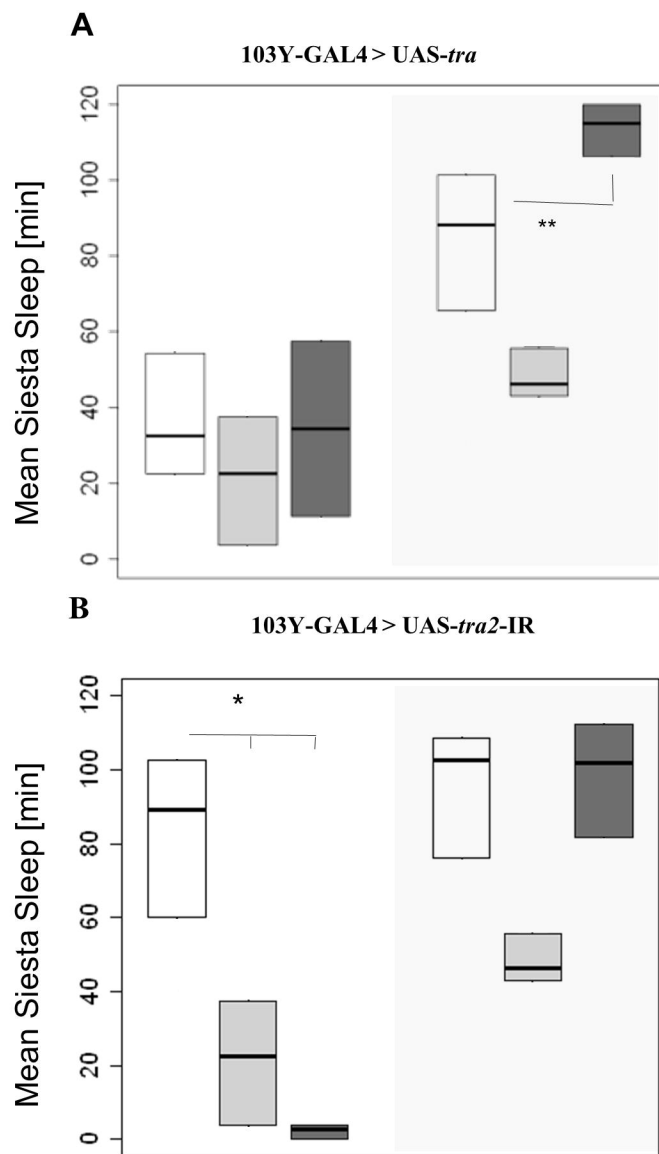 A
103Y-GAL4 > UAS-tra
Mean Siesta Sleep [min]
120
100
80
60
40
20
0
**
B
103Y-GAL4 > UAS-tra2-IR
Mean Siesta Sleep [min]
120
100
80
60
40
20
0
*